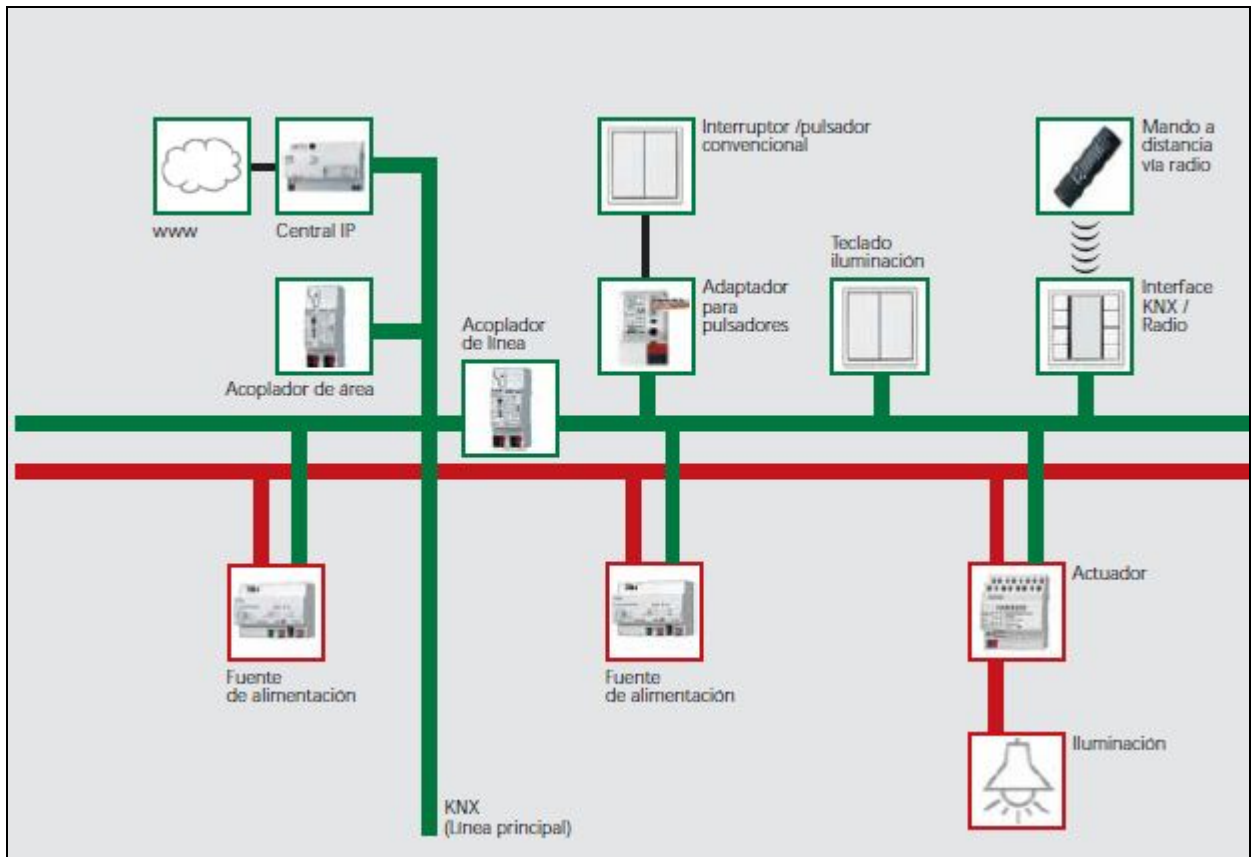 www
Central IP
Interruptor /pulsador
convencional
Mando a
distancia
vía radio
Acoplador de área
Acoplador
de línea
Adaptador
para
pulsadores
Teclado
iluminación
Interface
KNX /
Radio
Fuente
de alimentación
Fuente
de alimentación
Actuador
Iluminación
KNX
(Línea principal)